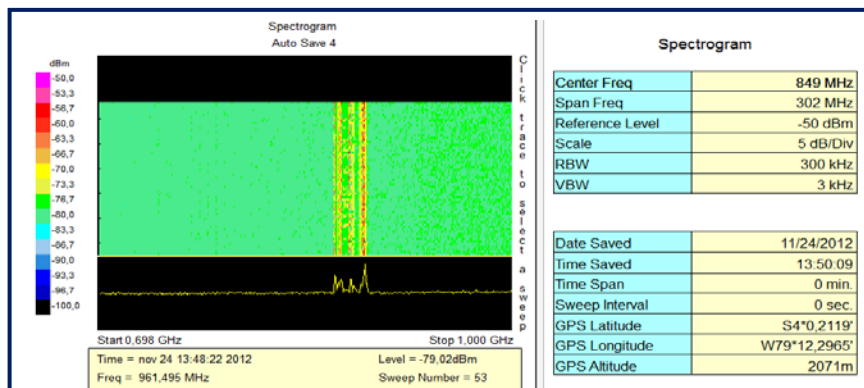 Spectrogram
Auto Save 4
dBm
-50,0
-53,3
-56,7
-60,0
-63,3
-66,7
-70,0
-73,3
-76,7
-80,0
-83,3
-86,7
-90,0
-93,3
-96,7
-100,0
Click trace to select a sweep
Start 0,698 GHz
Stop 1,000 GHz
Time = nov 24 13:48:22 2012
Level = -79,02dBm
Freq = 961,495 MHz
Sweep Number = 53
Spectrogram
Center Freq 849 MHz
Span Freq 302 MHz
Reference Level -50 dBm
Scale 5 dB/Div
RBW 300 kHz
VBW 3 kHz
Date Saved 11/24/2012
Time Saved 13:50:09
Time Span 0 min.
Sweep Interval 0 sec.
GPS Latitude S4*0,2119'
GPS Longitude W79*12,2965'
GPS Altitude 2071m